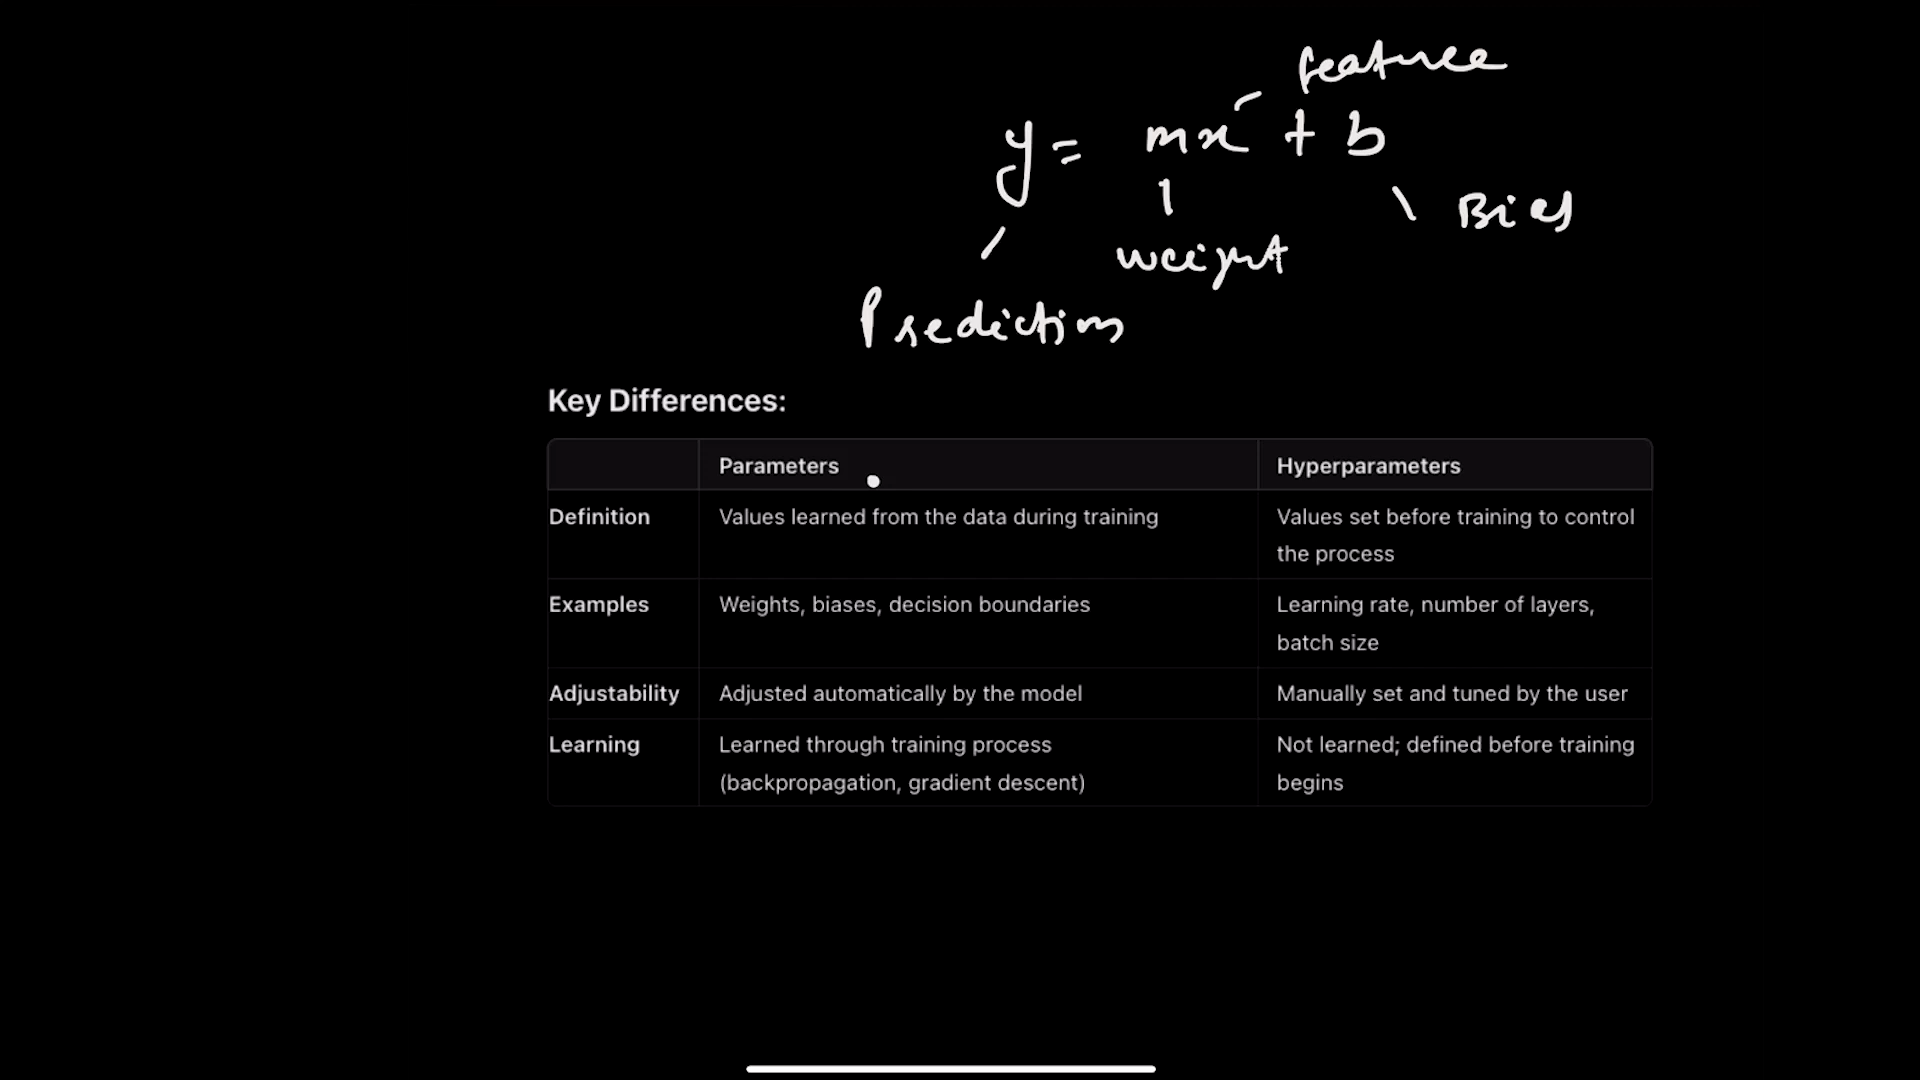 feature
y = mx + b
Bias
weight
Prediction
Key Differences:
Parameters Hyperparameters
Definition Values learned from the data during training Values set before training to control
the process
Examples Weights, biases, decision boundaries Learning rate, number of layers,
batch size
Adjustability Adjusted automatically by the model Manually set and tuned by the user
Learning Learned through training process Not learned; defined before training
(backpropagation, gradient descent) begins